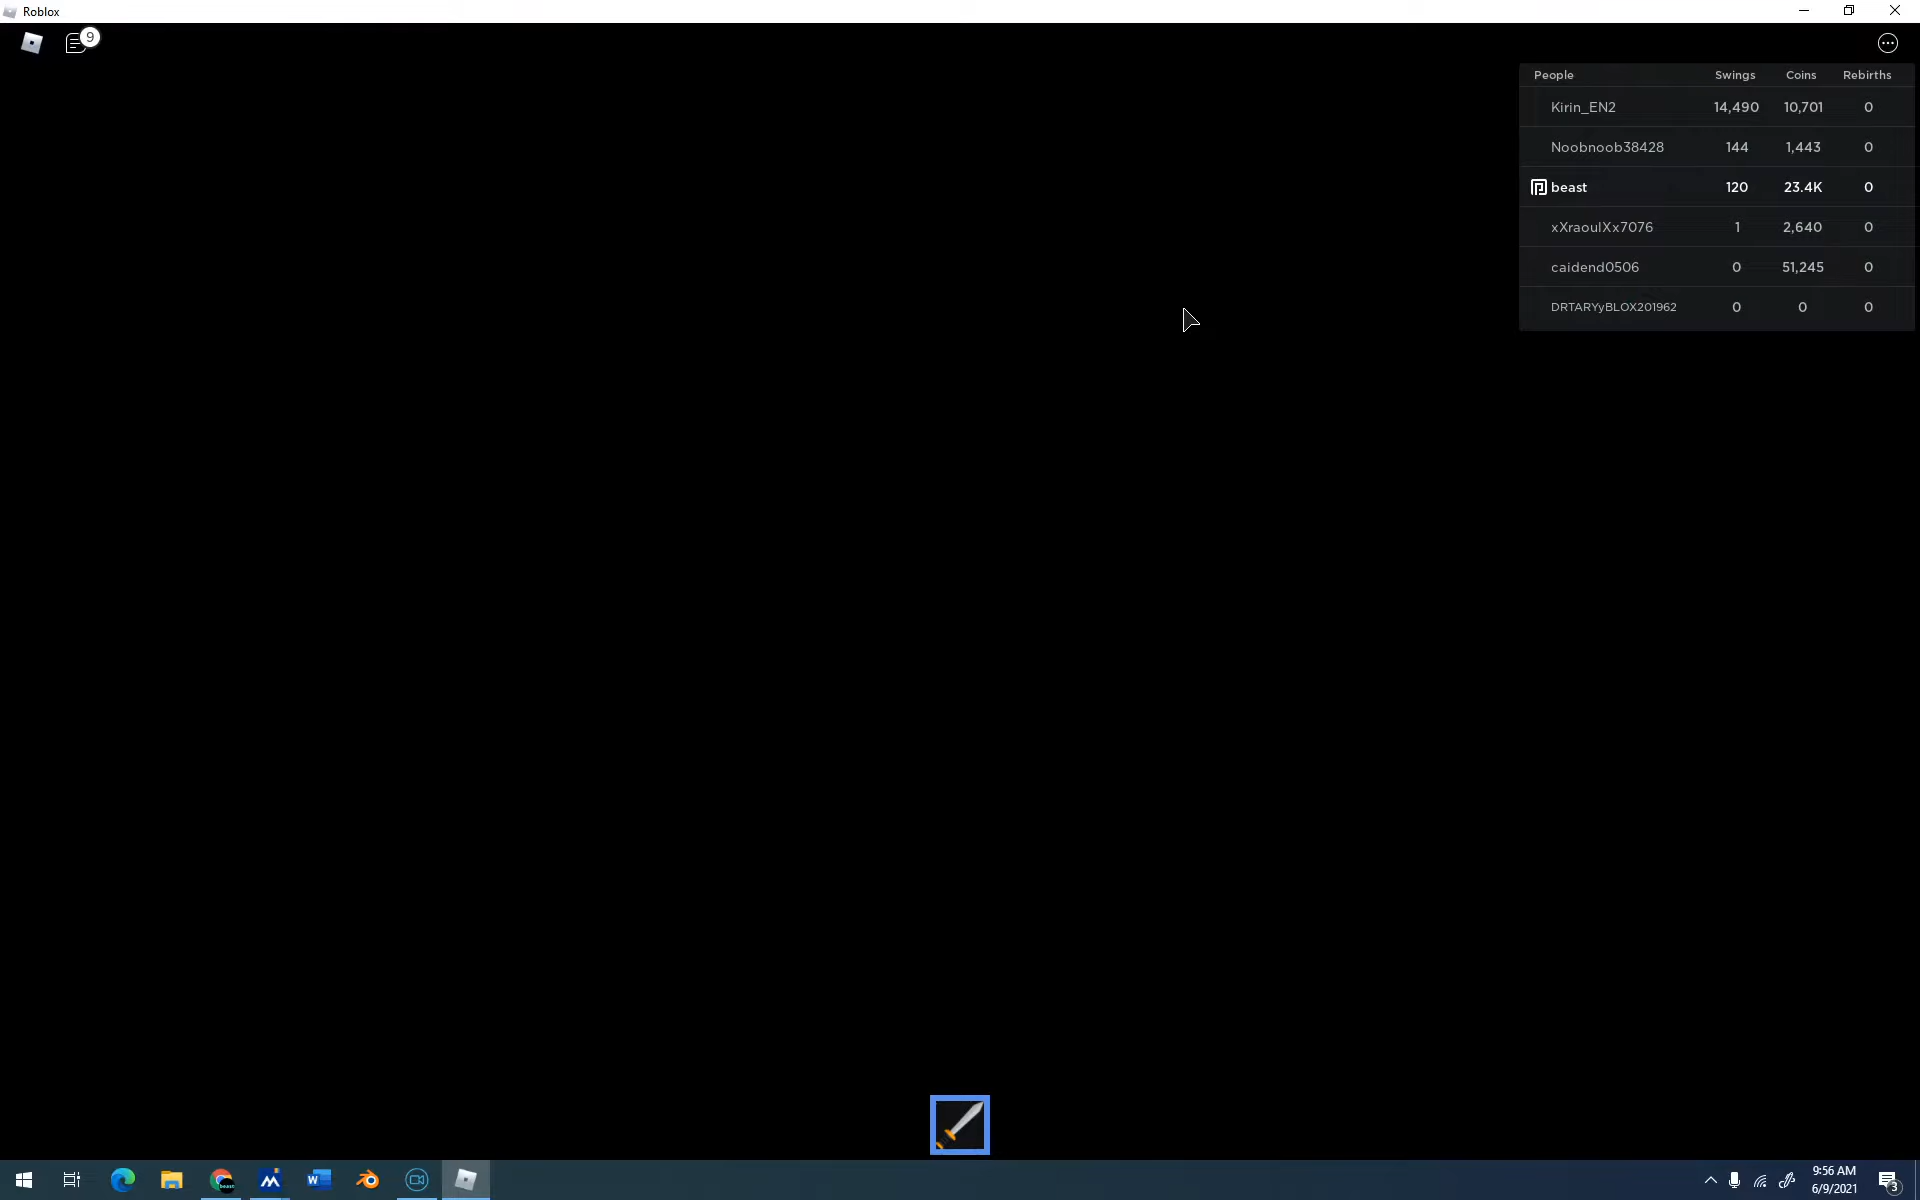 Roblox
9
People Swings Coins Rebirths
Kirin_EN2 14,490 10,701 0
Noobnoob38428 144 1,443 0
beast 120 23.4K 0
xXraoulXx7076 1 2,640 0
caidend0506 0 51,245 0
DRTARYyBLOX201962 0 0 0
9:56 AM
6/9/2021
3